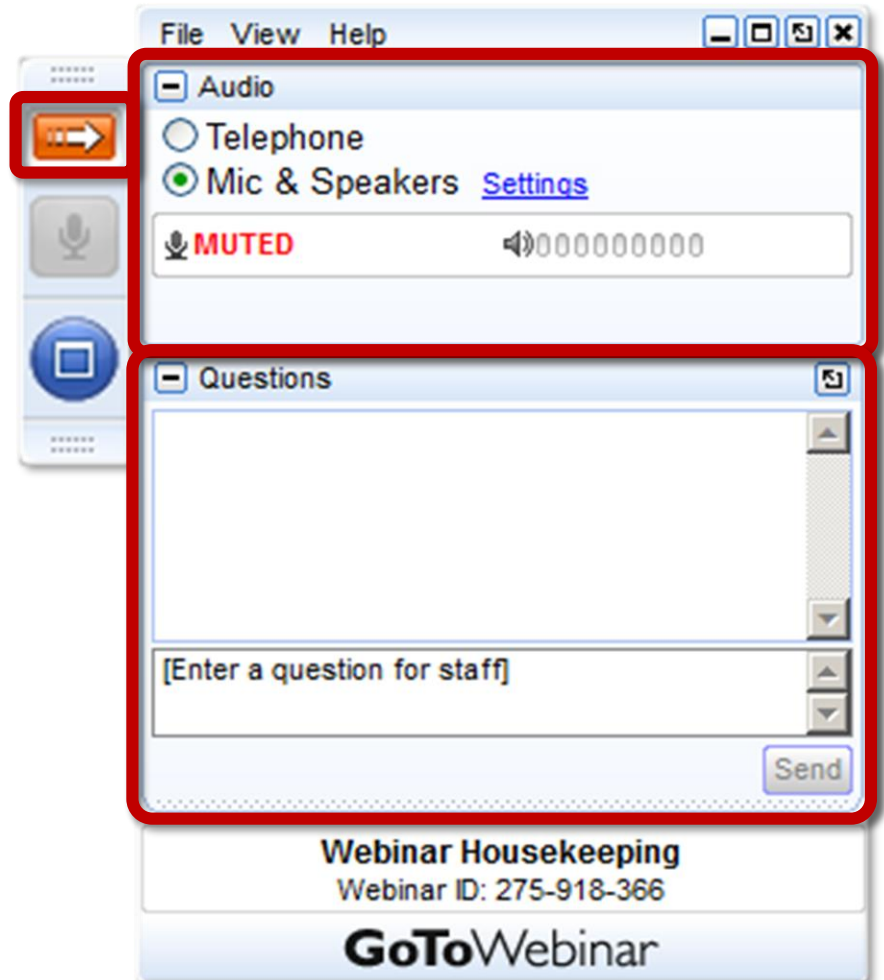 File View Help
Audio
Telephone
Mic & Speakers Settings
MUTED
Questions
[Enter a question for staff]
Send
Webinar Housekeeping
Webinar ID: 275-918-366
GoToWebinar